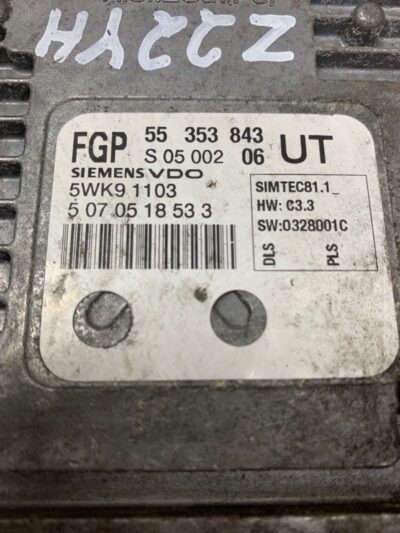 Z22YH
FGP 55 353 843 UT
S 05 002 06
SIEMENS VDO
5WK9 1103
5 07 05 18 53 3
SIMTEC81.1_
HW: C3.3
SW:0328001C
DLS
PLS